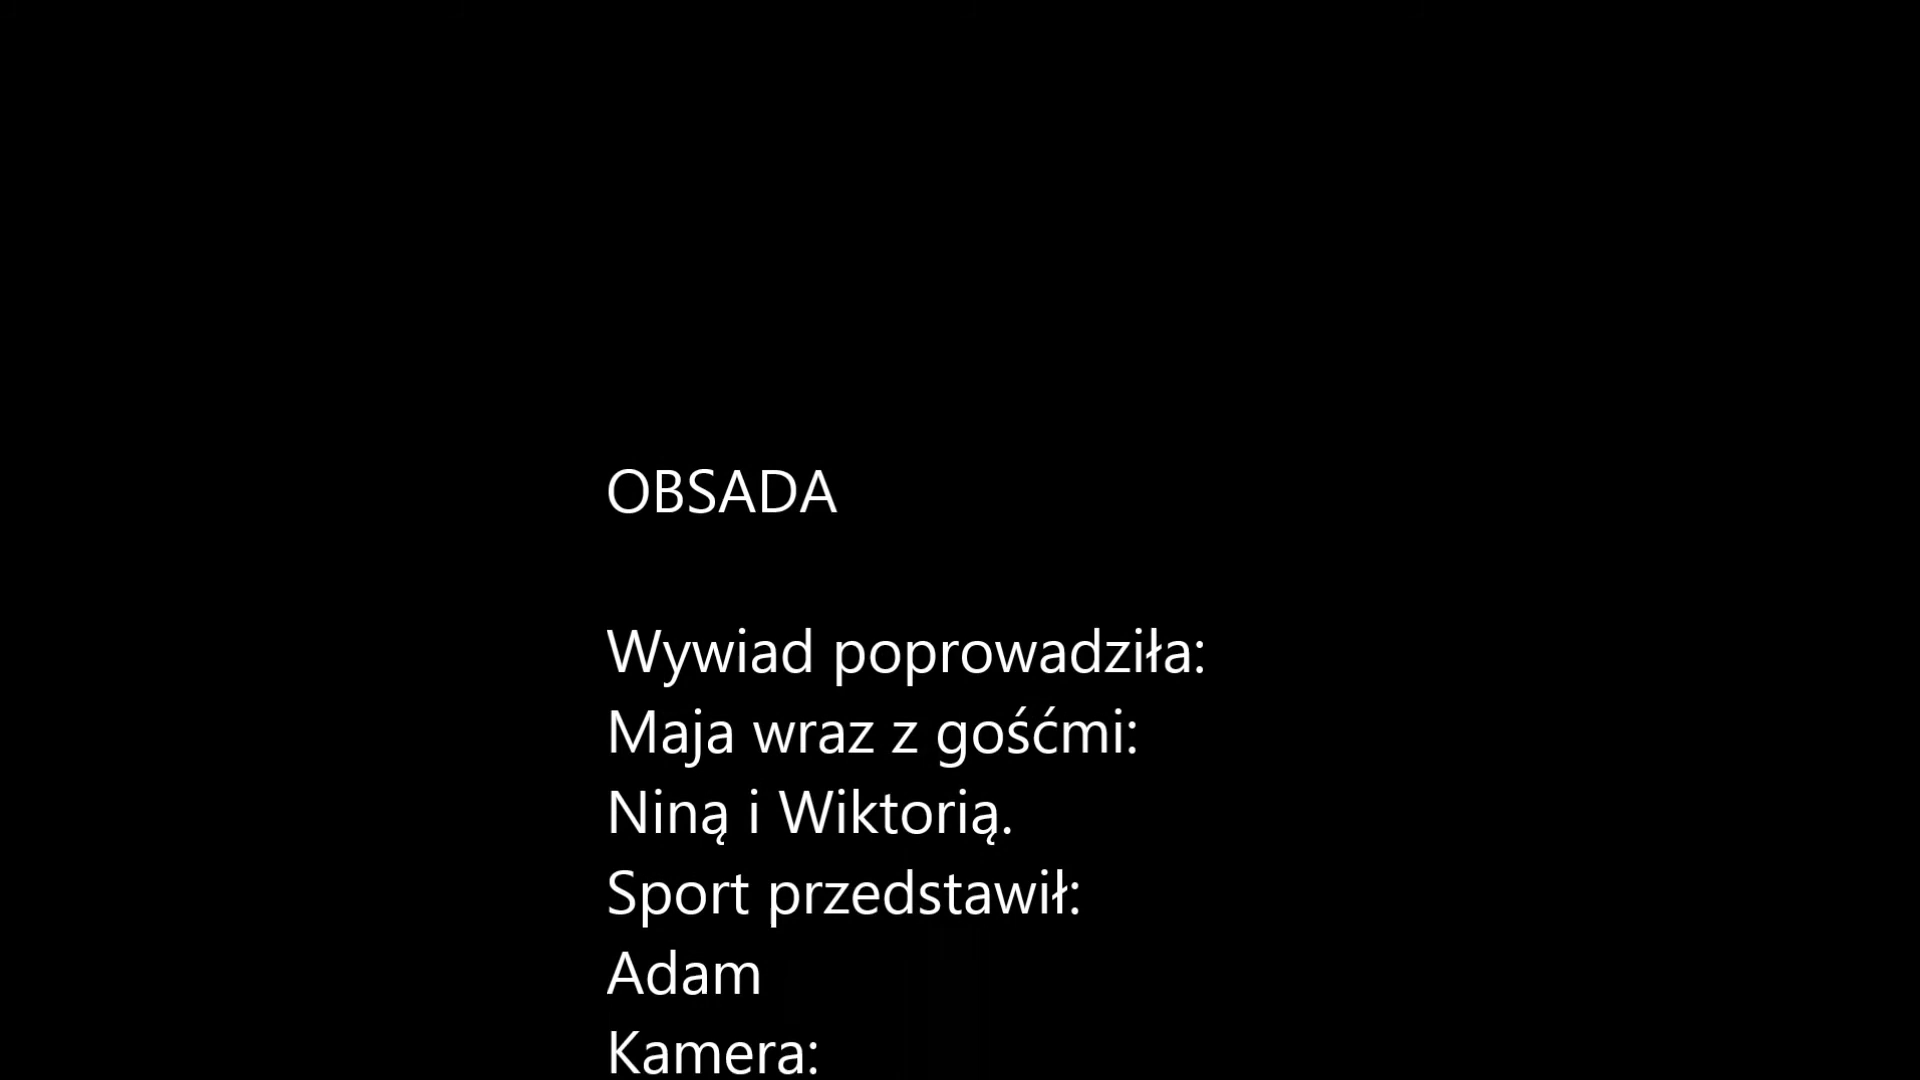 OBSADA
Wywiad poprowadziła:
Maja wraz z gośćmi:
Niną i Wiktorią.
Sport przedstawił:
Adam
Kamera: